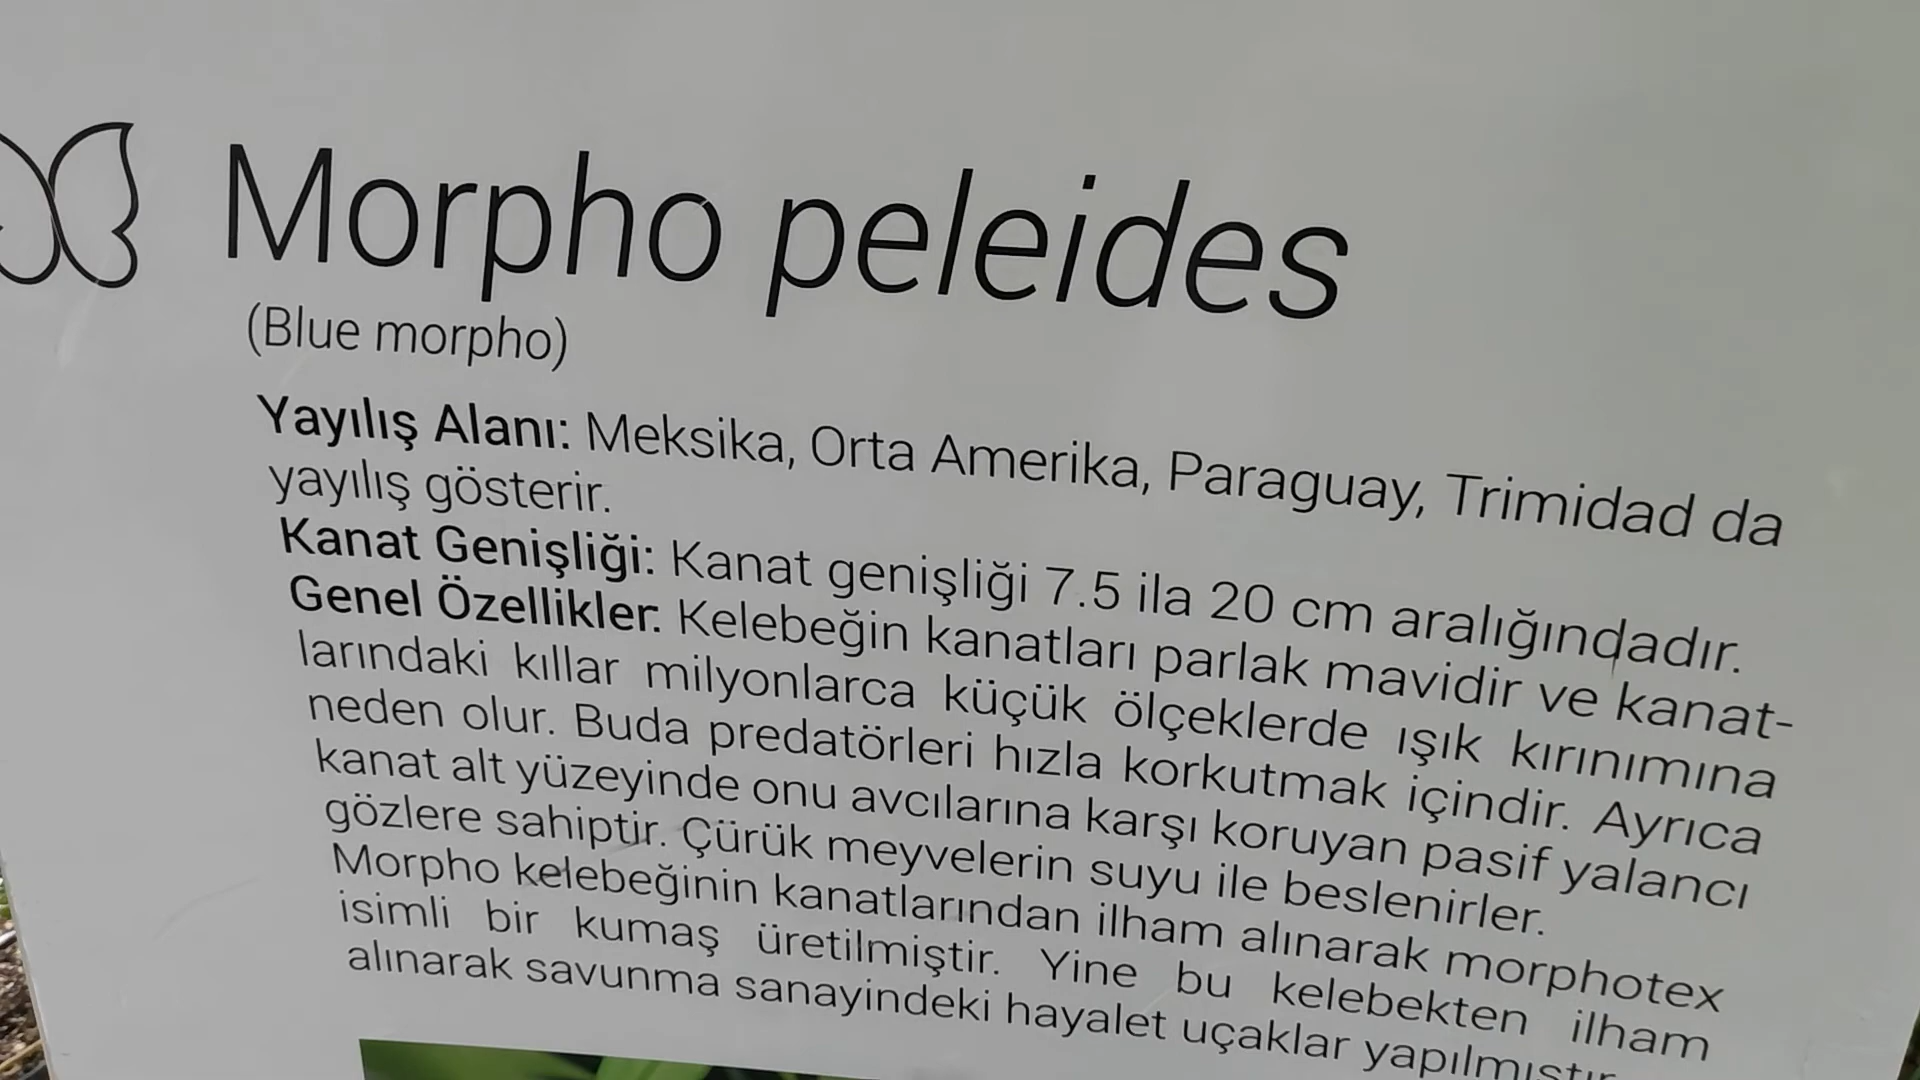 Morpho peleides
(Blue morpho)
Yayılış Alanı: Meksika, Orta Amerika, Paraguay, Trimidad da
yayılış gösterir.
Kanat Genişliği: Kanat genişliği 7.5 ila 20 cm aralığındadır.
Genel Özellikler: Kelebeğin kanatları parlak mavidir ve kanat-
larındaki kıllar milyonlarca küçük ölçeklerde ışık kırınımına
neden olur. Buda predatörleri hızla korkutmak içindir. Ayrıca
kanat alt yüzeyinde onu avcılarına karşı koruyan pasif yalancı
gözlere sahiptir. Çürük meyvelerin suyu ile beslenirler.
Morpho kelebeğinin kanatlarından ilham alınarak morphotex
isimli bir kumaş üretilmiştir. Yine bu kelebekten ilham
alınarak savunma sanayindeki hayalet uçaklar yapılmıştır